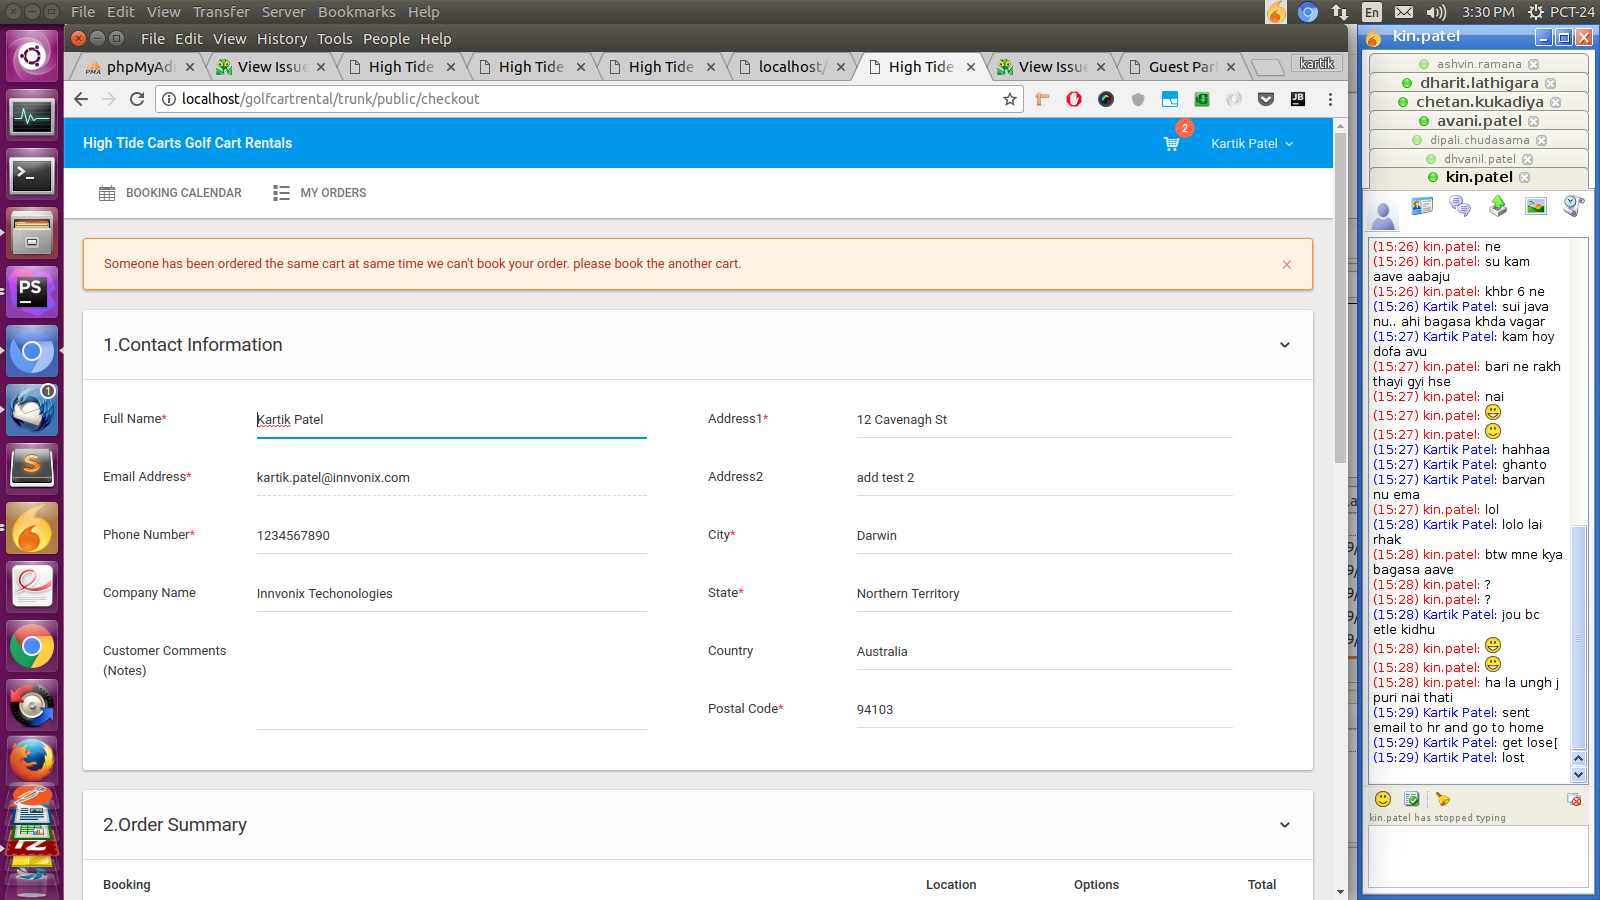 File Edit View Transfer Server Bookmarks Help
En
3:30 PM
PCT-24
File Edit View History Tools People Help
phpMyAdr
View Issue
High Tide
High Tide
High Tide
localhost/
High Tide
View Issue
Guest Part
kartik
localhost/golfcartrental/trunk/public/checkout
High Tide Carts Golf Cart Rentals
2
Kartik Patel
BOOKING CALENDAR
MY ORDERS
Someone has been ordered the same cart at same time we can't book your order. please book the another cart.
1.Contact Information
Full Name*
Kartik Patel
Address1*
12 Cavenagh St
Email Address*
kartik.patel@innvonix.com
Address2
add test 2
Phone Number*
1234567890
City*
Darwin
Company Name
Innvonix Techonologies
State*
Northern Territory
Customer Comments
(Notes)
Country
Australia
Postal Code*
94103
2.Order Summary
Booking
Location
Options
Total
PS
1
S
kin.patel
ashvin.ramana
dharit.lathigara
chetan.kukadiya
avani.patel
dipali.chudasama
dhvanil.patel
kin.patel
(15:26) kin.patel: ne
(15:26) kin.patel: su kam
aave aabaju
(15:26) kin.patel: khbr 6 ne
(15:26) Kartik Patel: sui java
nu.. ahi bagasa khda vagar
(15:27) Kartik Patel: kam hoy
dofa avu
(15:27) kin.patel: bari ne rakh
thayi gyi hse
(15:27) kin.patel: nai
(15:27) kin.patel:
(15:27) kin.patel:
(15:27) Kartik Patel: hahhaa
(15:27) Kartik Patel: ghanto
(15:27) Kartik Patel: barvan
nu ema
(15:27) kin.patel: lol
(15:28) Kartik Patel: lolo lai
rhak
(15:28) kin.patel: btw mne kya
bagasa aave
(15:28) kin.patel: ?
(15:28) kin.patel: ?
(15:28) Kartik Patel: jou bc
etle kidhu
(15:28) kin.patel:
(15:28) kin.patel:
(15:28) kin.patel: ha la ungh j
puri nai thati
(15:29) Kartik Patel: sent
email to hr and go to home
(15:29) Kartik Patel: get lose[
(15:29) Kartik Patel: lost
kin.patel has stopped typing